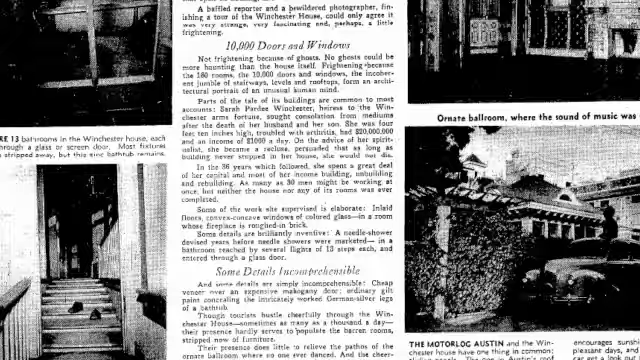 A baffled reporter and a bewildered photographer, fin-
ishing a tour of the Winchester House, could only agree it
was very strange, very fascinating and, perhaps, a little
frightening.
10,000 Doors and Windows
Not frightening because of ghosts. No ghosts could be
more haunting than the house itself. Frightening because
the 160 rooms, the 10,000 doors and windows, the incoher-
ent jumble of stairways, levels and rooftops, form an archi-
tectural portrait of an unusual human mind.
Parts of the tale of its buildings are common to most
accounts: Sarah Pardee Winchester, heiress to the Win-
chester arms fortune, sought consolation from mediums
after the death of her husband and her son. She was four
feet ten inches high, troubled with arthritis, had $20,000,000
and an income of $1000 a day. On the advice of her spirit-
ualist, she became a recluse, persuaded that as long as
building never stopped in her house, she would not die.
In the 36 years which followed, she spent a great deal
of her capital and most of her income building, unbuilding
and rebuilding. As many as 30 men might be working at
once, but neither the house nor any of its rooms was ever
completed.
Some of the work she supervised is elaborate: Inlaid
floors, convex-concave windows of colored glass—in a room
whose fireplace is roughed-in brick.
Some details are brilliantly inventive: A needle-shower
devised years before needle showers were marketed—in a
bathroom reached by several flights of 13 steps each, and
entered through a glass door.
Some Details Incomprehensible
And some details are simply incomprehensible: Cheap
veneer over an expensive mahogany door; ordinary gilt
paint concealing the intricately worked German-silver legs
of a bathtub.
Though tourists hustle cheerfully through the Win-
chester House—sometimes as many as a thousand a day—
their presence hardly serves to populate the barren rooms,
stripped now of furniture.
Their presence does little to relieve the pathos of the
ornate ballroom where no one ever danced. And the cheer-
RE 13 bathrooms in the Winchester house, each
through a glass or screen door. Most fixtures
stripped away, but this zinc bathtub remains.
Ornate ballroom, where the sound of music was
THE MOTORLOG AUSTIN and the Win-
chester house have one thing in common:
encourages sunti
pleasant days, and